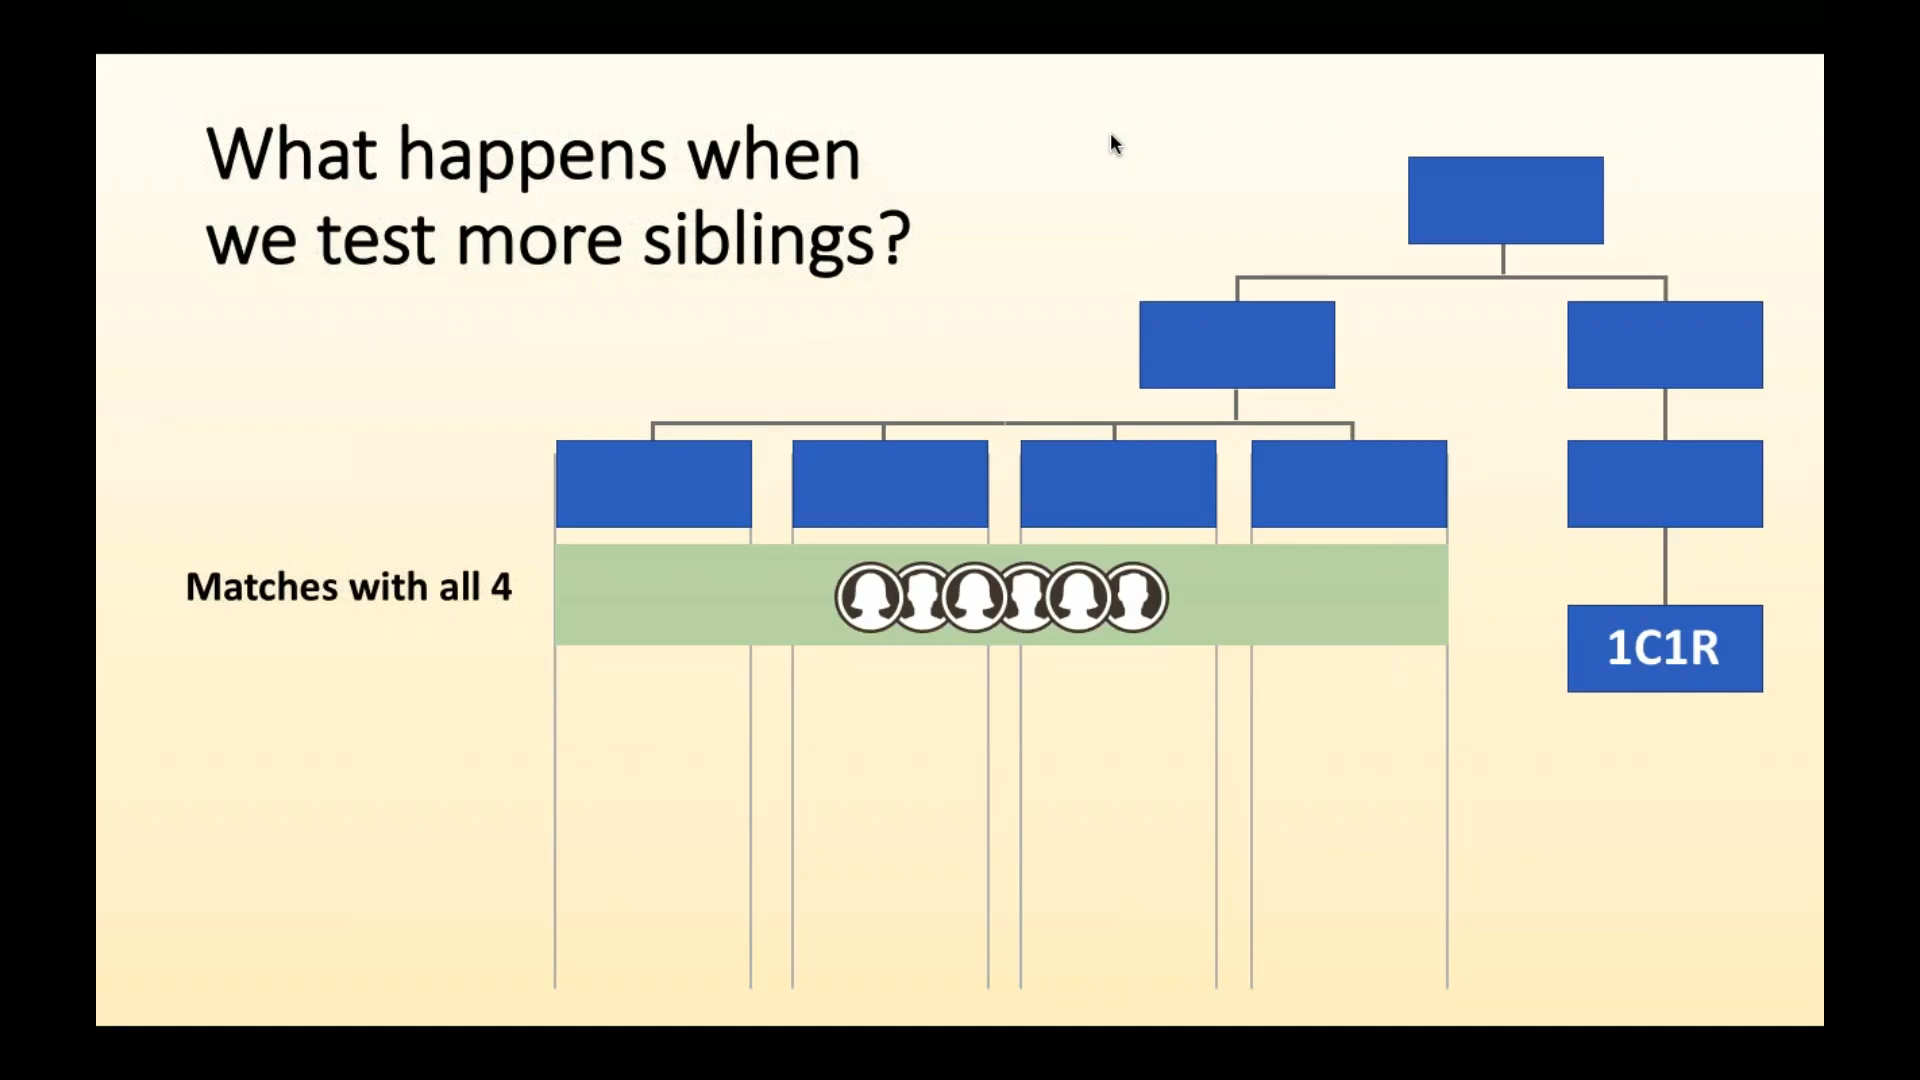 What happens when
we test more siblings?
Matches with all 4
1C1R